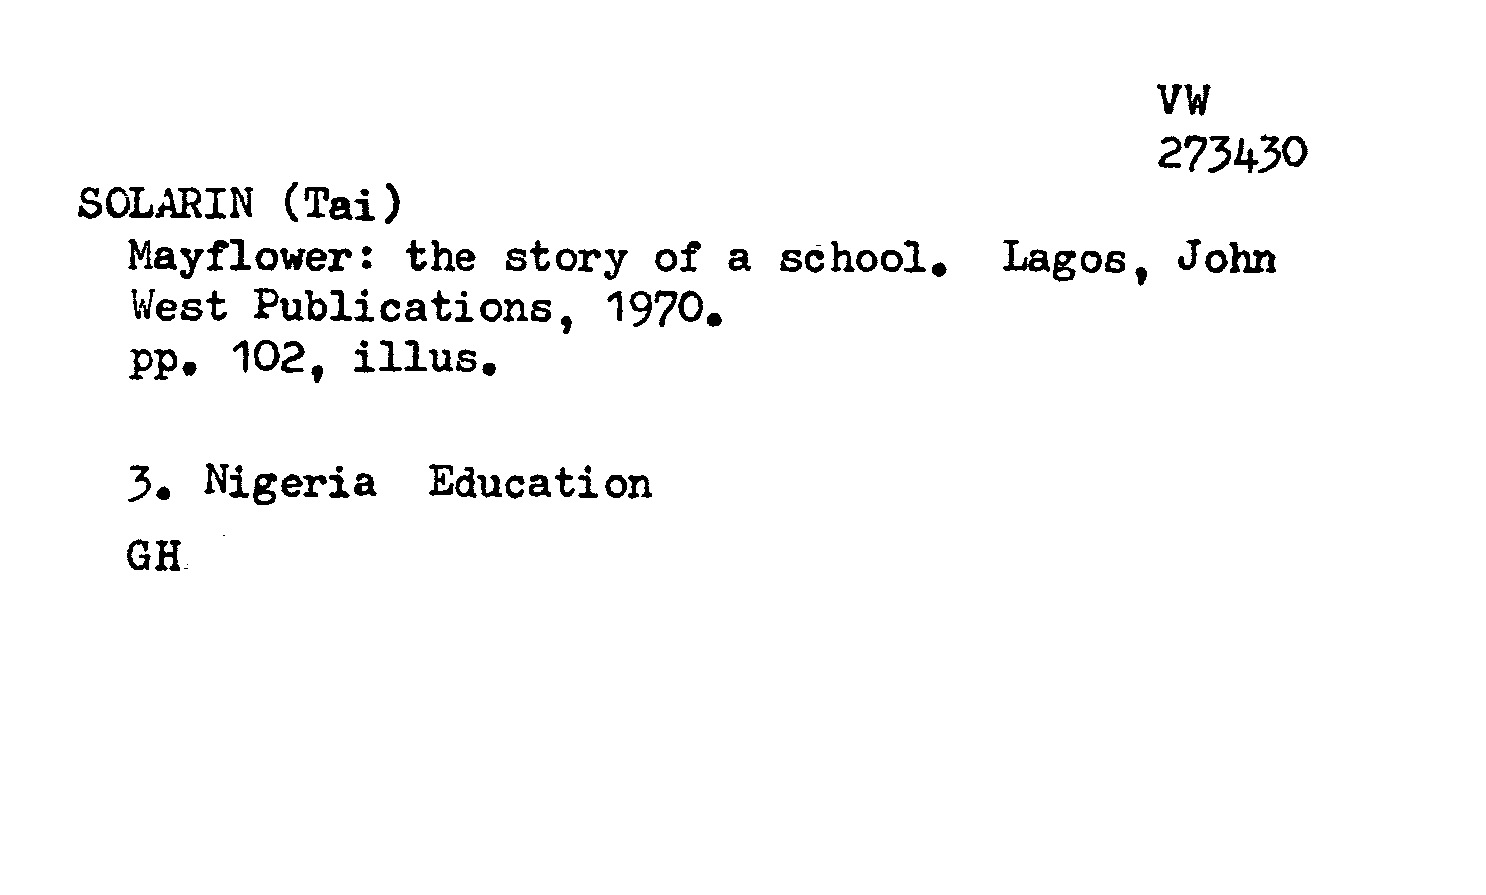 VW
273430
SOLARIN (Tai)
Mayflower: the story of a school. Lagos, John
West Publications, 1970.
pp. 102, illus.
3. Nigeria Education
GH